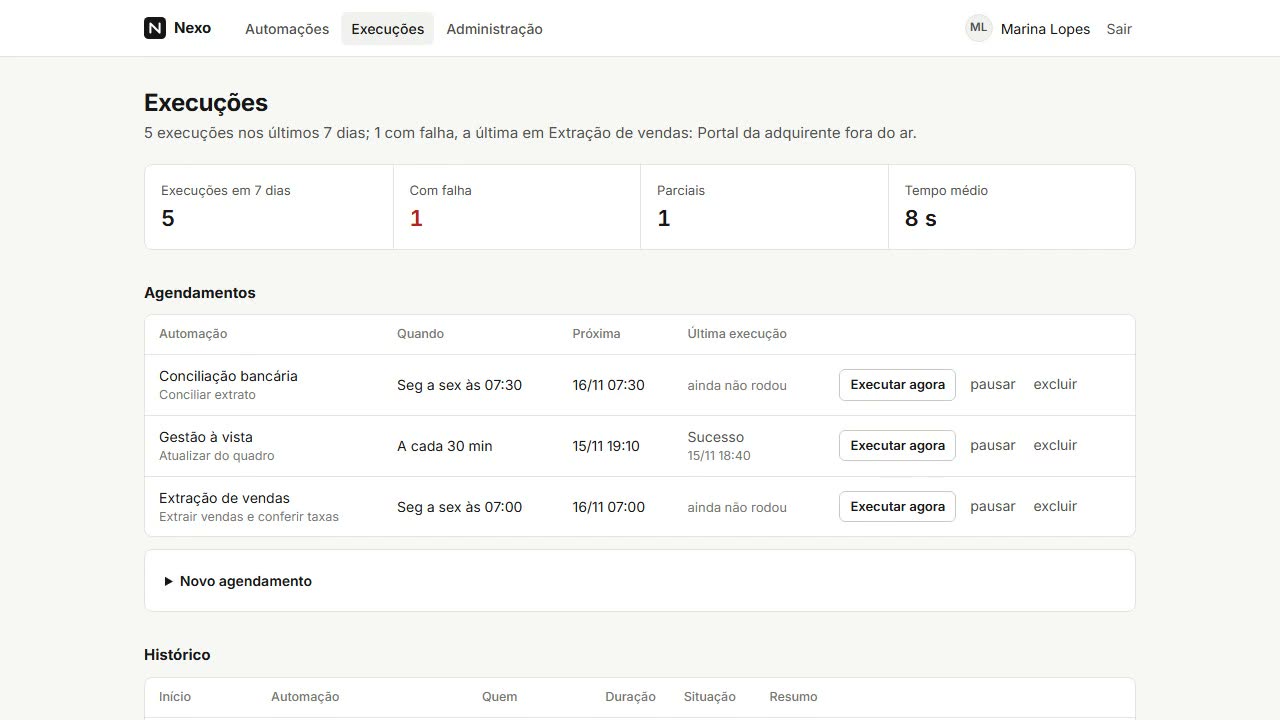 N Nexo Automações Execuções Administração ML Marina Lopes Sair
Execuções
5 execuções nos últimos 7 dias; 1 com falha, a última em Extração de vendas: Portal da adquirente fora do ar.
Execuções em 7 dias Com falha Parciais Tempo médio
5 1 1 8 s
Agendamentos
Automação Quando Próxima Última execução
Conciliação bancária
Conciliar extrato
Seg a sex às 07:30 16/11 07:30 ainda não rodou Executar agora pausar excluir
Gestão à vista
Atualizar do quadro
A cada 30 min 15/11 19:10 Sucesso
15/11 18:40
Executar agora pausar excluir
Extração de vendas
Extrair vendas e conferir taxas
Seg a sex às 07:00 16/11 07:00 ainda não rodou Executar agora pausar excluir
Novo agendamento
Histórico
Início Automação Quem Duração Situação Resumo